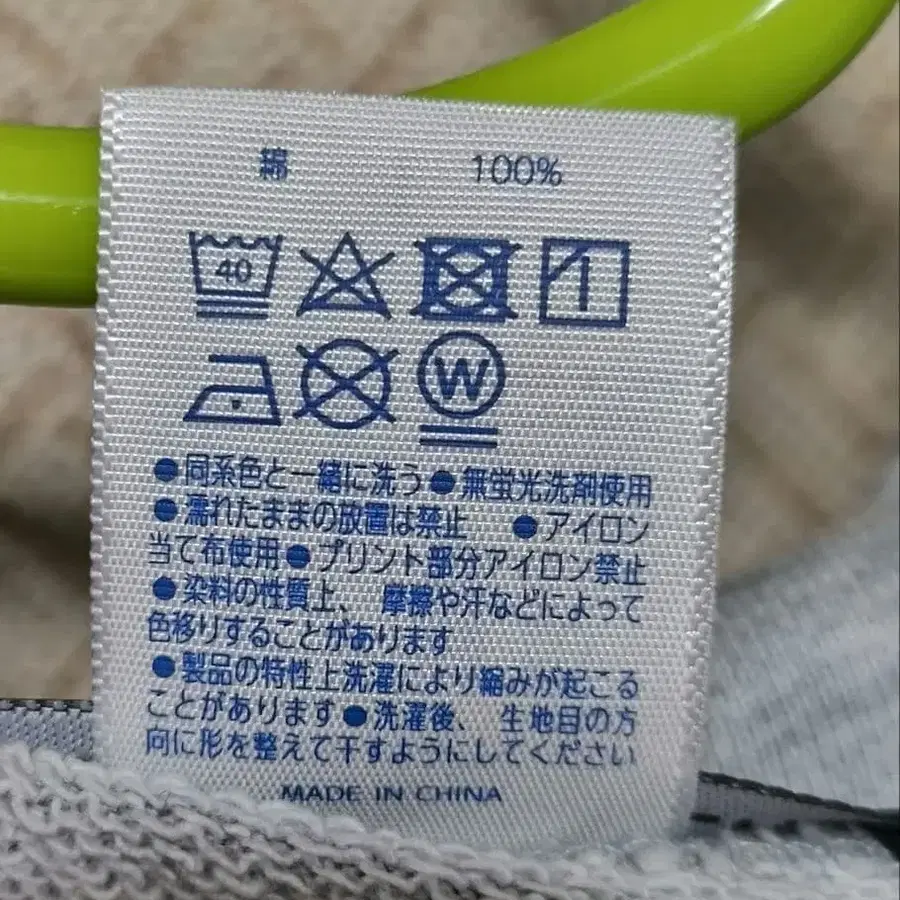 綿 100%
40
W
●同系色と一緒に洗う●無蛍光洗剤使用
●濡れたままの放置は禁止 ●アイロン
当て布使用●プリント部分アイロン禁止
●染料の性質上、摩擦や汗などによって
色移りすることがあります
●製品の特性上洗濯により縮みが起こる
ことがあります●洗濯後、生地目の方
向に形を整えて干すようにしてください
MADE IN CHINA